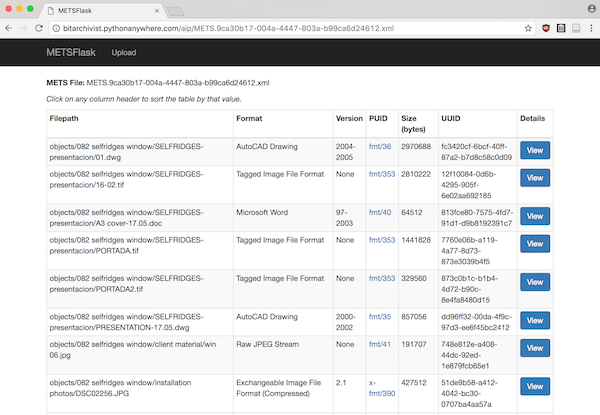 METSFlask
bitarchivist.pythonanywhere.com/aip/METS.9ca30b17-004a-4447-803a-b99ca6d24612.xml
METSFlask Upload
METS File: METS.9ca30b17-004a-4447-803a-b99ca6d24612.xml
Click on any column header to sort the table by that value.
Filepath Format Version PUID Size (bytes) UUID Details
objects/082 selfridges window/SELFRIDGES- AutoCAD Drawing 2004- fmt/36 2970688 fc3420cf-6bcf-40ff- View
presentacion/01.dwg 2005 87a2-b7d8c58c0d09
objects/082 selfridges window/SELFRIDGES- Tagged Image File Format None fmt/353 2810222 12f10084-0d6b- View
presentacion/16-02.tif 4295-905f-
6e02aa692185
objects/082 selfridges window/SELFRIDGES- Microsoft Word 97- fmt/40 64512 813fce80-7575-4fd7- View
presentacion/A3 cover-17.05.doc 2003 91d1-d9b8192391c7
objects/082 selfridges window/SELFRIDGES- Tagged Image File Format None fmt/353 1441828 7760e06b-a119- View
presentacion/PORTADA.tif 4a77-8d73-
873e3039b4f5
objects/082 selfridges window/SELFRIDGES- Tagged Image File Format None fmt/353 329560 873c0b1c-b1b4- View
presentacion/PORTADA2.tif 4d72-b90c-
8e4fa8480d15
objects/082 selfridges window/SELFRIDGES- AutoCAD Drawing 2000- fmt/35 857056 dd96ff32-00da-4f9c- View
presentacion/PRESENTATION-17.05.dwg 2002 97d3-ee6f45bc2412
objects/082 selfridges window/client material/win Raw JPEG Stream None fmt/41 191707 748e812e-a408- View
06.jpg 44dc-92ed-
1e879fcb65e1
objects/082 selfridges window/installation Exchangeable Image File 2.1 x- 427512 51de9b58-a412- View
photos/DSC02256.JPG Format (Compressed) fmt/390 4042-bc30-
0707ba4aa57a